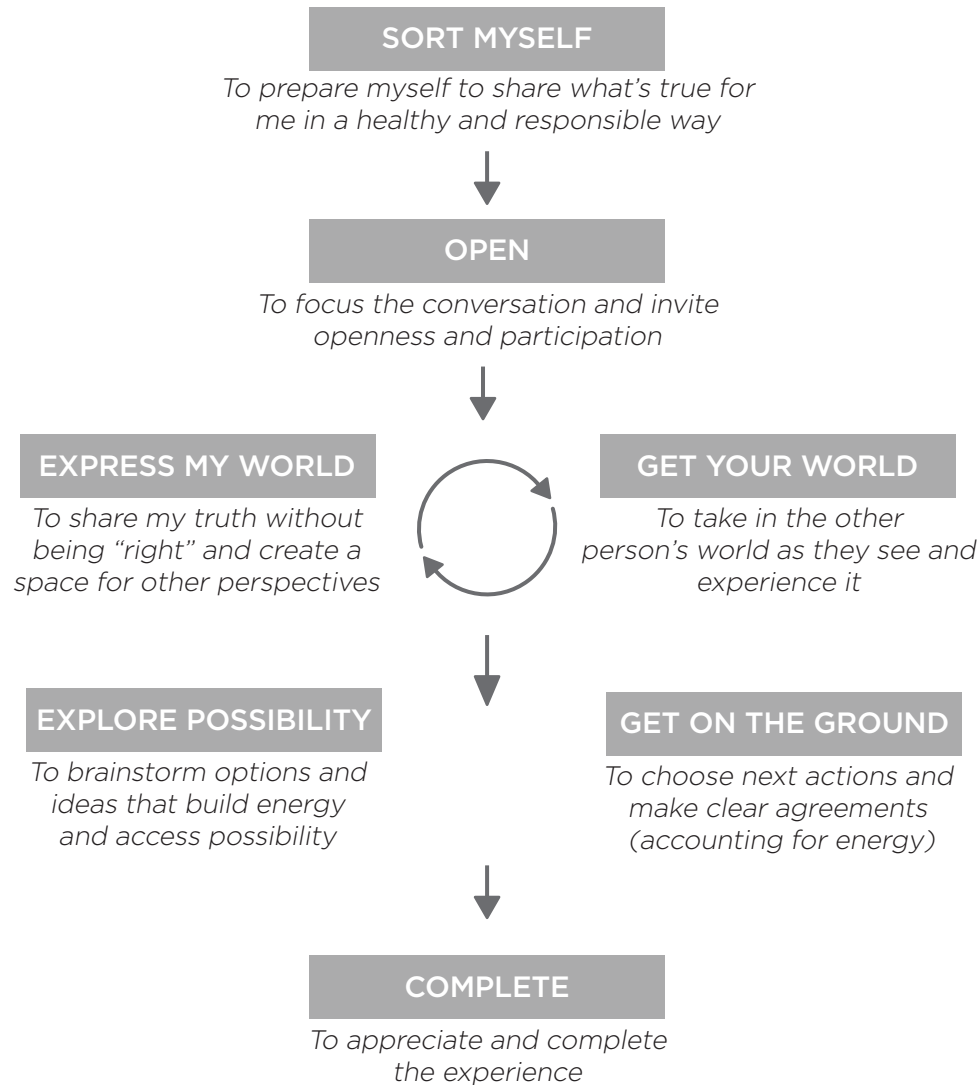 SORT MYSELF
To prepare myself to share what’s true for
me in a healthy and responsible way
OPEN
To focus the conversation and invite
openness and participation
EXPRESS MY WORLD
To share my truth without
being “right” and create a
space for other perspectives
GET YOUR WORLD
To take in the other
person’s world as they see and
experience it
EXPLORE POSSIBILITY
To brainstorm options and
ideas that build energy
and access possibility
GET ON THE GROUND
To choose next actions and
make clear agreements
(accounting for energy)
COMPLETE
To appreciate and complete
the experience